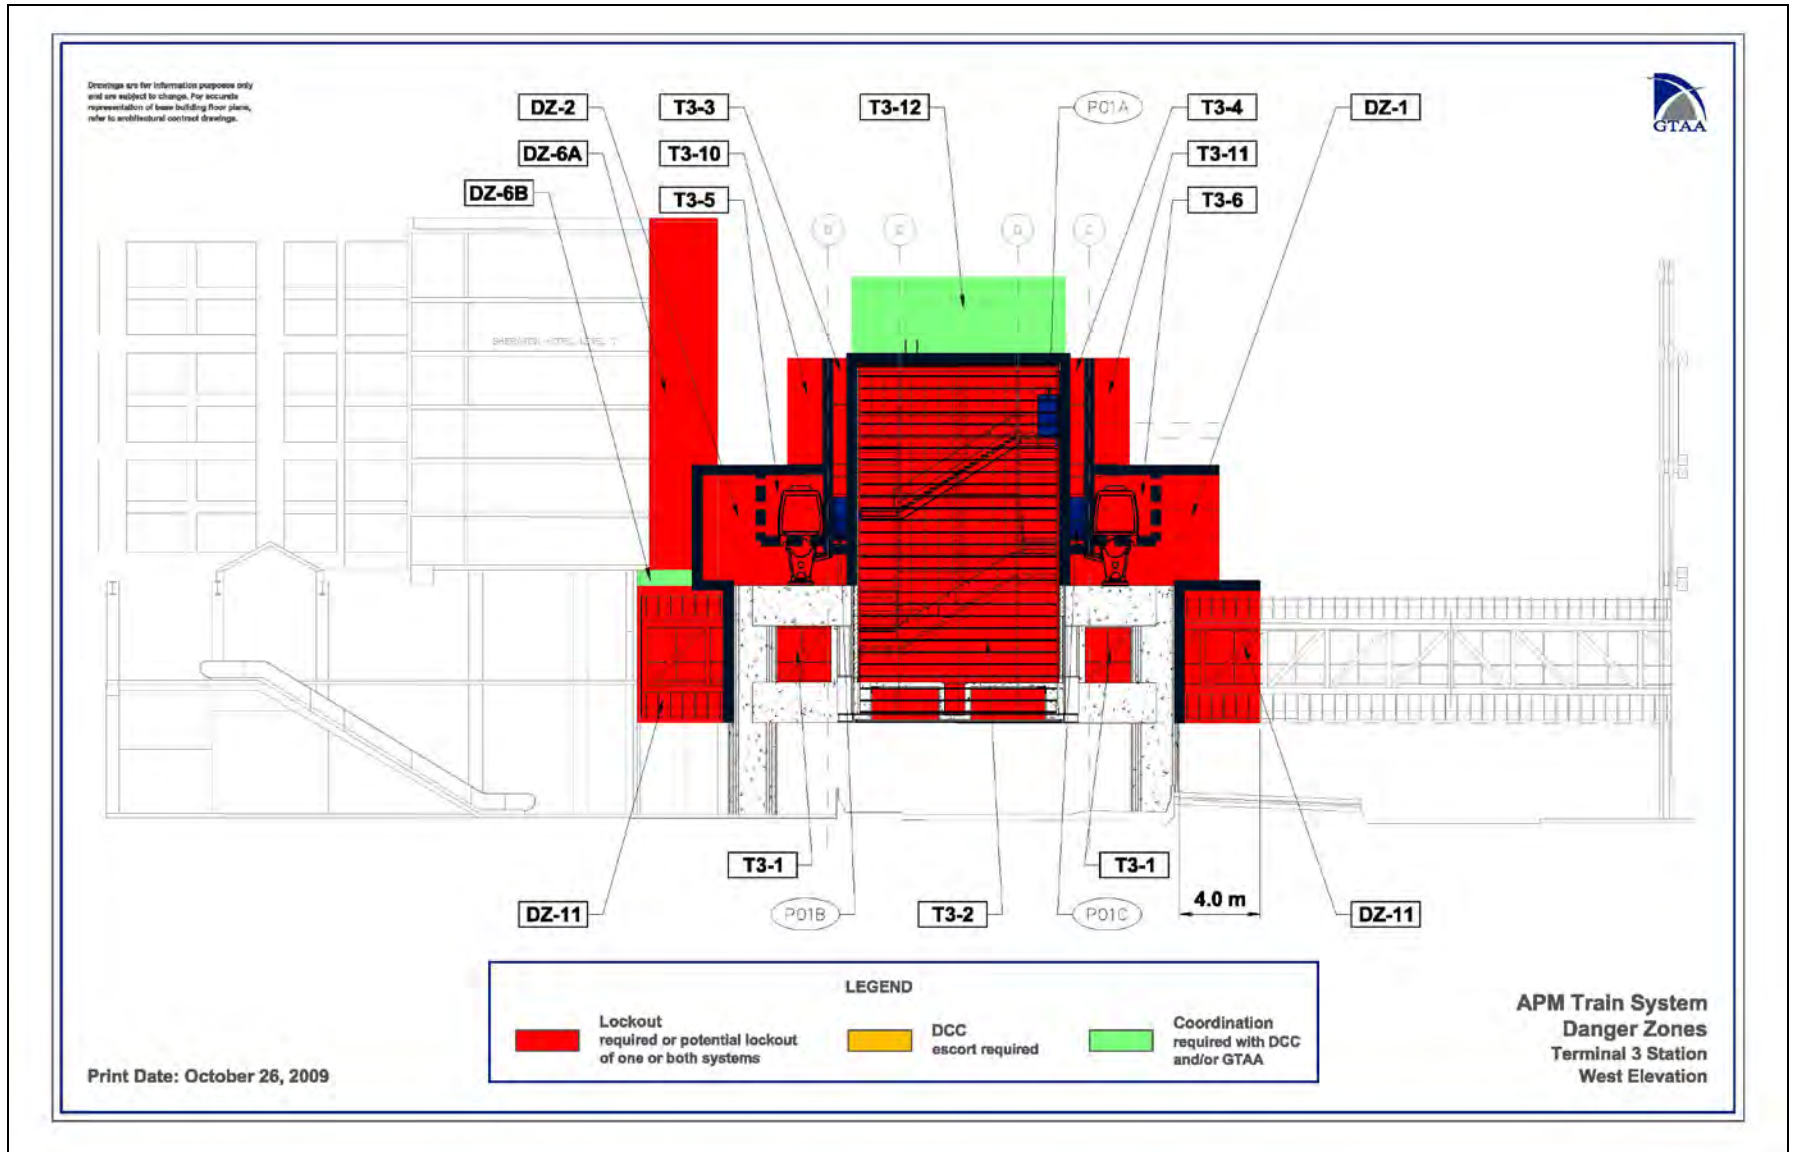 Drawings are for information purposes only
and are subject to change. For accurate
representation of base building floor plans,
refer to architectural contract drawings.
DZ-2
T3-3
T3-12
P01A
T3-4
DZ-1
GTAA
DZ-6A
T3-10
T3-11
DZ-6B
T3-5
T3-6
T3-1
T3-1
4.0 m
DZ-11
P01B
T3-2
P01C
DZ-11
LEGEND
Lockout
required or potential lockout
of one or both systems
DCC
escort required
Coordination
required with DCC
and/or GTAA
APM Train System
Danger Zones
Terminal 3 Station
West Elevation
Print Date: October 26, 2009